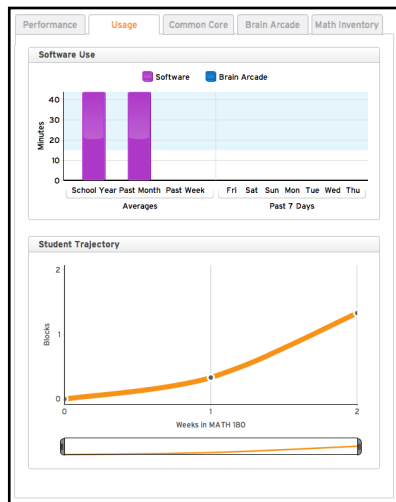 Performance Usage Common Core Brain Arcade Math Inventory
Software Use
Software Brain Arcade
Minutes
40
30
20
10
0
School Year Past Month Past Week Fri Sat Sun Mon Tue Wed Thu
Averages Past 7 Days
Student Trajectory
Blocks
2
1
0
0 1 2
Weeks in MATH 180